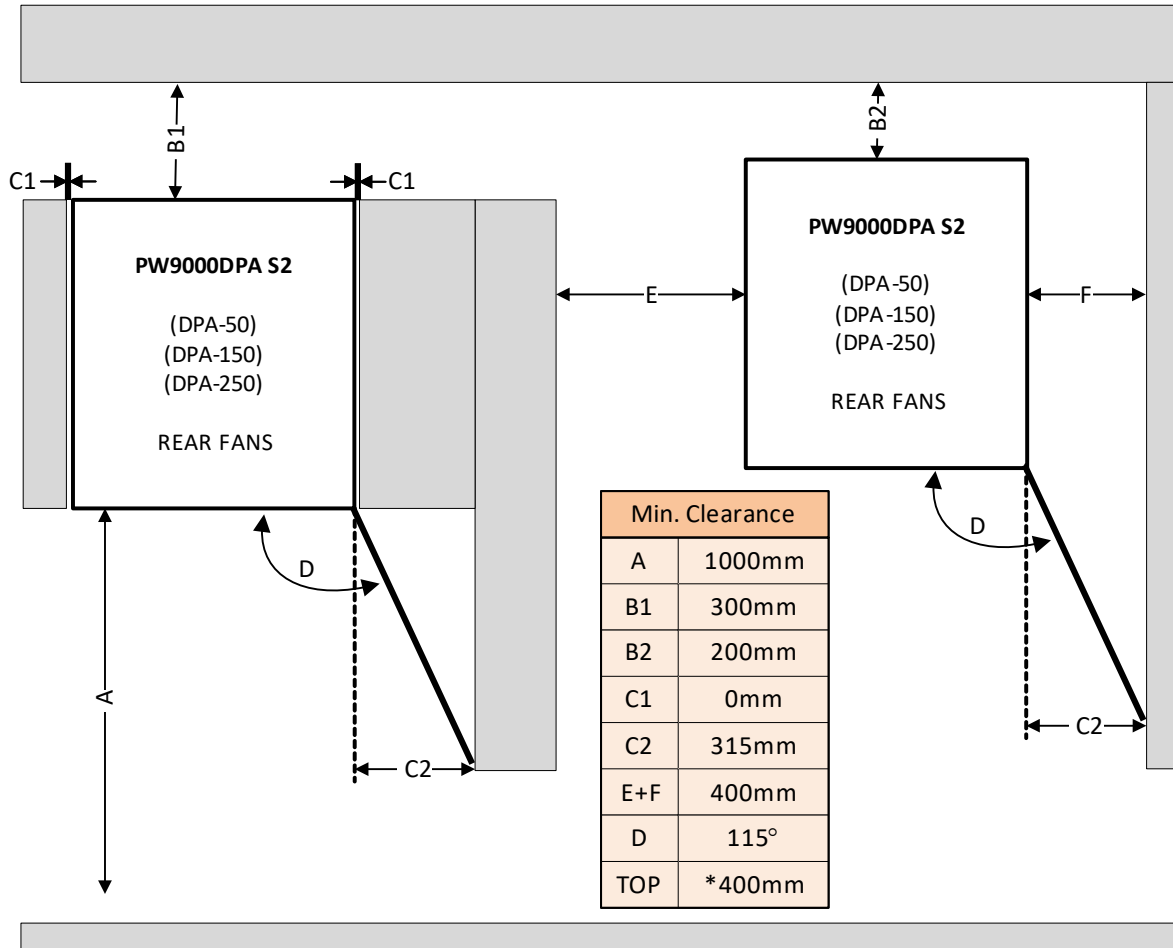 B1
B2
C1
C1
PW9000DPA S2
(DPA-50)
(DPA-150)
(DPA-250)
REAR FANS
D
A
C2
E
PW9000DPA S2
(DPA-50)
(DPA-150)
(DPA-250)
REAR FANS
F
D
C2
Min. Clearance
A 1000mm
B1 300mm
B2 200mm
C1 0mm
C2 315mm
E+F 400mm
D 115°
TOP *400mm